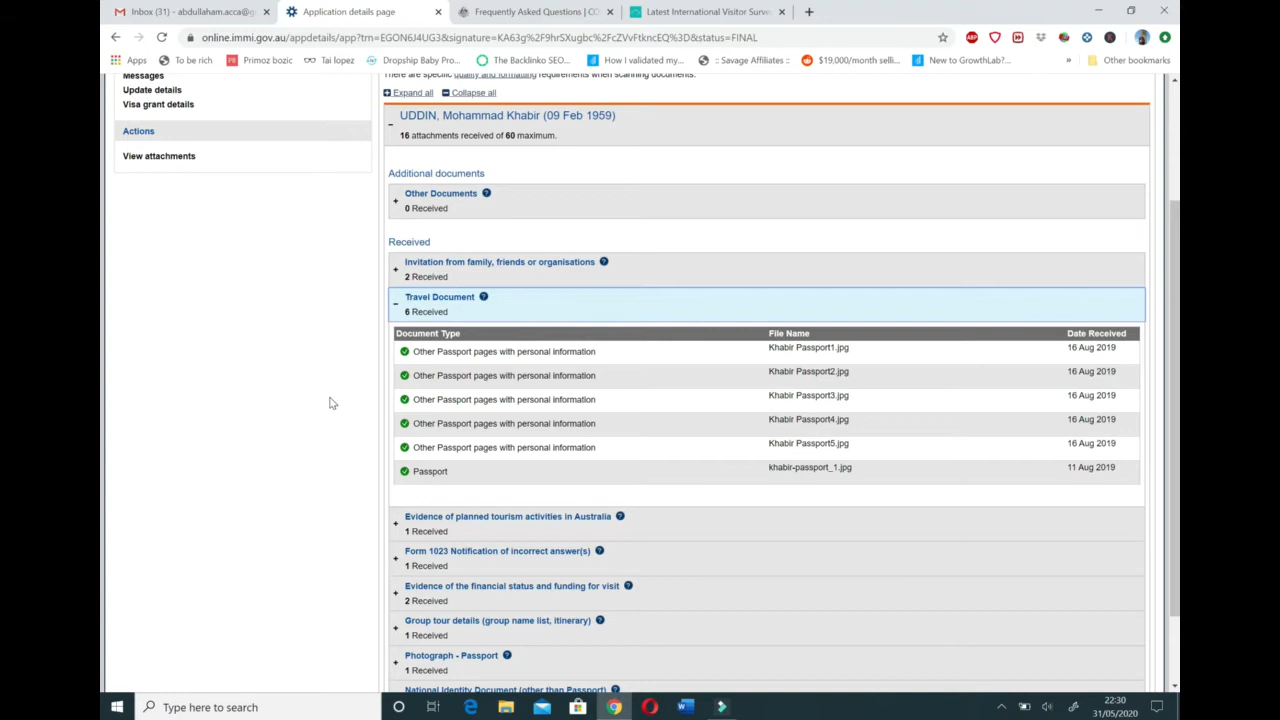 Inbox (31) - abdullaham.acca@g
Application details page
Frequently Asked Questions | CO
Latest International Visitor Surve
online.immi.gov.au/appdetails/app?trn=EGON6J4UG3&signature=KA63g%2F9hrSXugbc%2FcZVvFtkncEQ%3D&status=FINAL
Apps
To be rich
Primoz bozic
Tai lopez
Dropship Baby Pro...
The Backlinko SEO...
How I validated my...
:: Savage Affiliates ::
$19,000/month selli...
New to GrowthLab?...
»
Other bookmarks
Messages
Update details
Visa grant details
Actions
View attachments
There are specific quality and formatting requirements when scanning documents.
Expand all Collapse all
UDDIN, Mohammad Khabir (09 Feb 1959)
16 attachments received of 60 maximum.
Additional documents
Other Documents
0 Received
Received
Invitation from family, friends or organisations
2 Received
Travel Document
6 Received
Document Type File Name Date Received
Other Passport pages with personal information Khabir Passport1.jpg 16 Aug 2019
Other Passport pages with personal information Khabir Passport2.jpg 16 Aug 2019
Other Passport pages with personal information Khabir Passport3.jpg 16 Aug 2019
Other Passport pages with personal information Khabir Passport4.jpg 16 Aug 2019
Other Passport pages with personal information Khabir Passport5.jpg 16 Aug 2019
Passport khabir-passport_1.jpg 11 Aug 2019
Evidence of planned tourism activities in Australia
1 Received
Form 1023 Notification of incorrect answer(s)
1 Received
Evidence of the financial status and funding for visit
2 Received
Group tour details (group name list, itinerary)
1 Received
Photograph - Passport
1 Received
National Identity Document (other than Passport)
Type here to search
22:30
31/05/2020